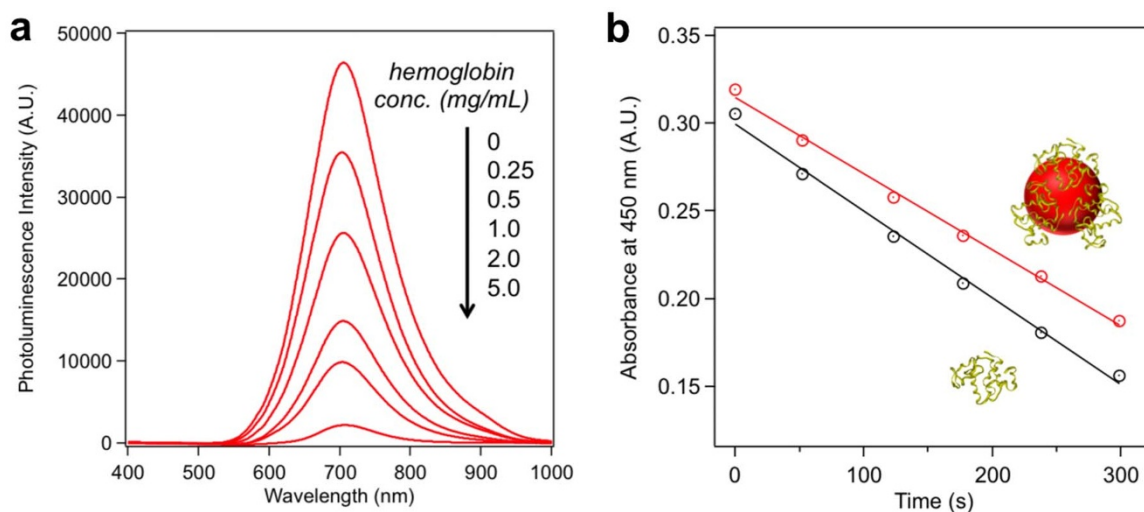 a
50000
40000
30000
20000
10000
0
Photoluminescence Intensity (A.U.)
400 500 600 700 800 900 1000
Wavelength (nm)
hemoglobin
conc. (mg/mL)
0
0.25
0.5
1.0
2.0
5.0
b
0.35
0.30
0.25
0.20
0.15
Absorbance at 450 nm (A.U.)
0 100 200 300
Time (s)